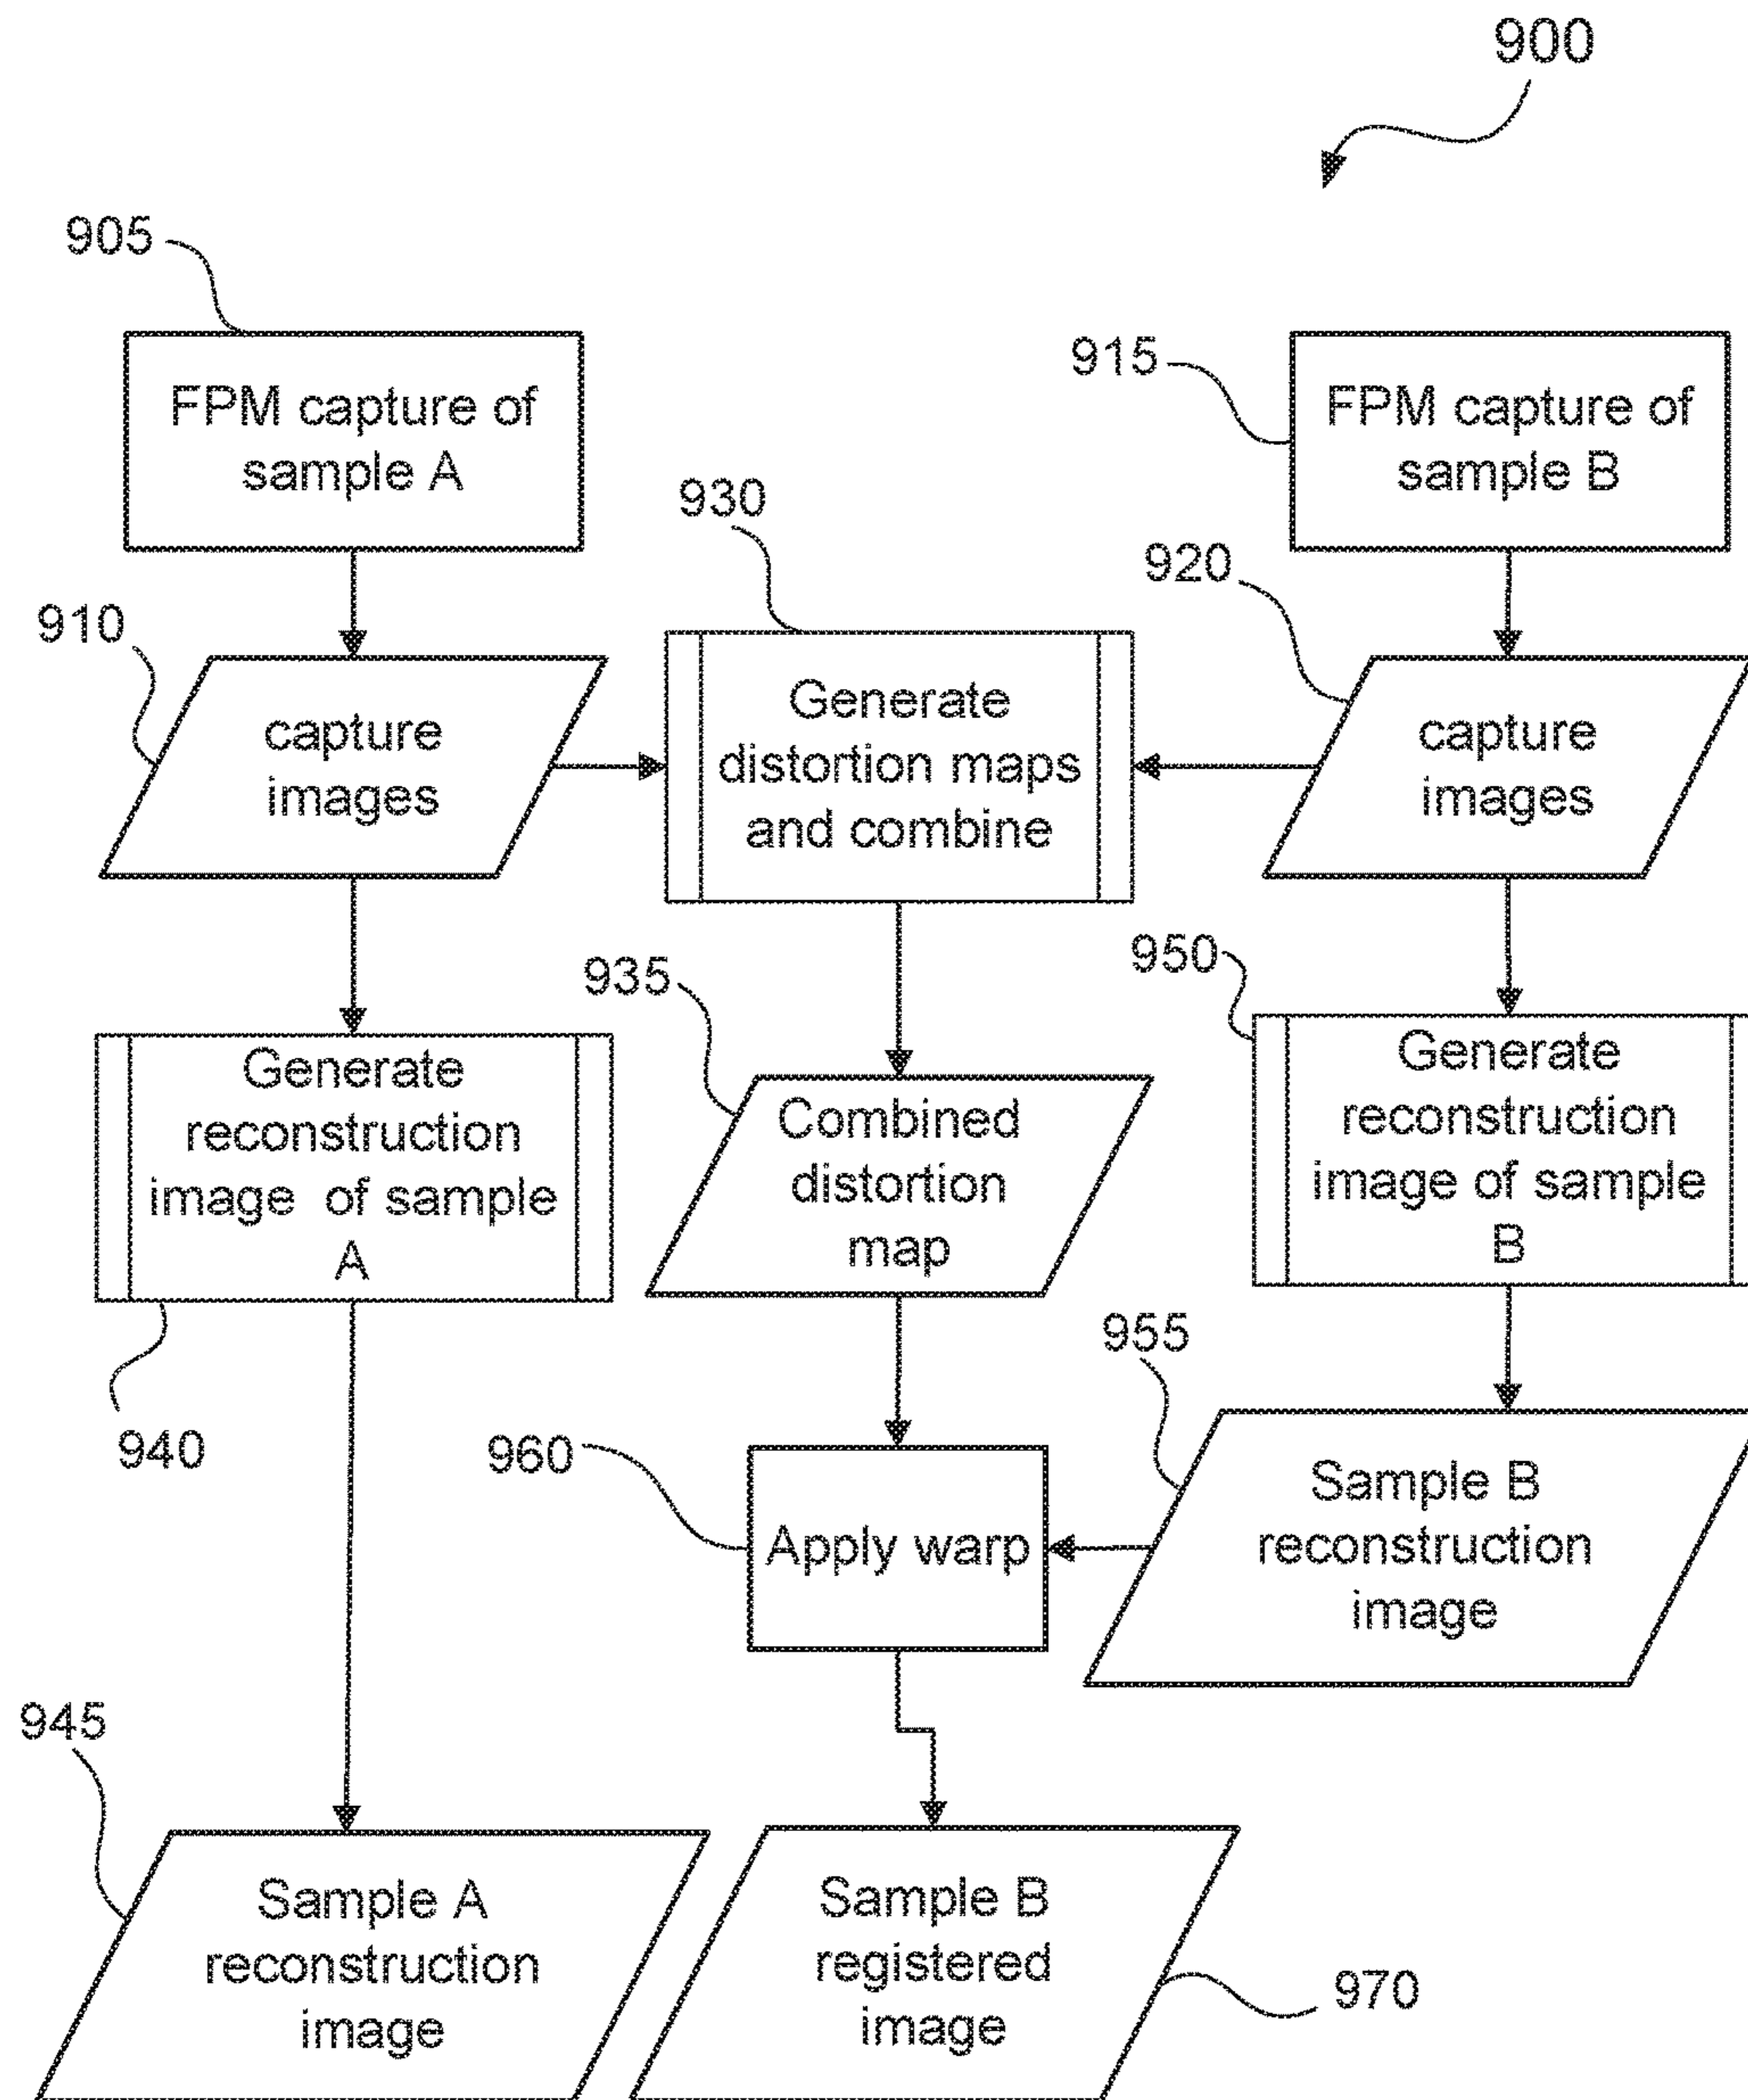 900
905
FPM capture of
sample A
915
FPM capture of
sample B
930
910
920
capture
images
Generate
distortion maps
and combine
capture
images
935
950
Generate
reconstruction
image of sample
A
Combined
distortion
map
Generate
reconstruction
image of sample
B
940
955
960
Apply warp
Sample B
reconstruction
image
945
Sample A
reconstruction
image
Sample B
registered
image
970